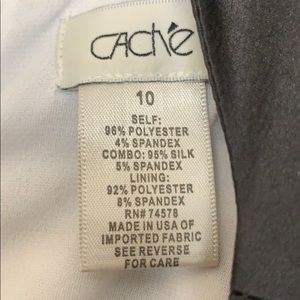 CACHé
10
SELF:
96% POLYESTER
4% SPANDEX
COMBO: 95% SILK
5% SPANDEX
LINING:
92% POLYESTER
8% SPANDEX
RN# 74578
MADE IN USA OF
IMPORTED FABRIC
SEE REVERSE
FOR CARE